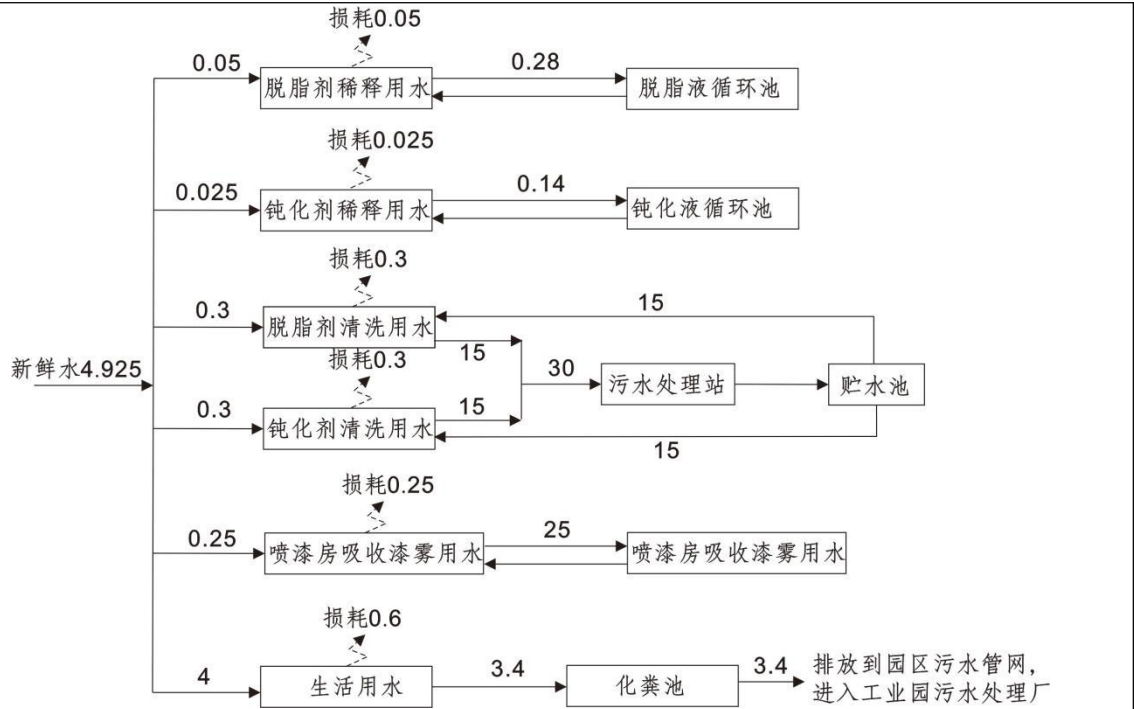 损耗0.05
0.05
脱脂剂稀释用水
0.28
脱脂液循环池
损耗0.025
0.025
钝化剂稀释用水
0.14
钝化液循环池
损耗0.3
0.3
脱脂剂清洗用水
15
15
新鲜水4.925
损耗0.3
30
污水处理站
贮水池
0.3
钝化剂清洗用水
15
15
损耗0.25
0.25
喷漆房吸收漆雾用水
25
喷漆房吸收漆雾用水
损耗0.6
4
生活用水
3.4
化粪池
3.4
排放到园区污水管网，
进入工业园污水处理厂